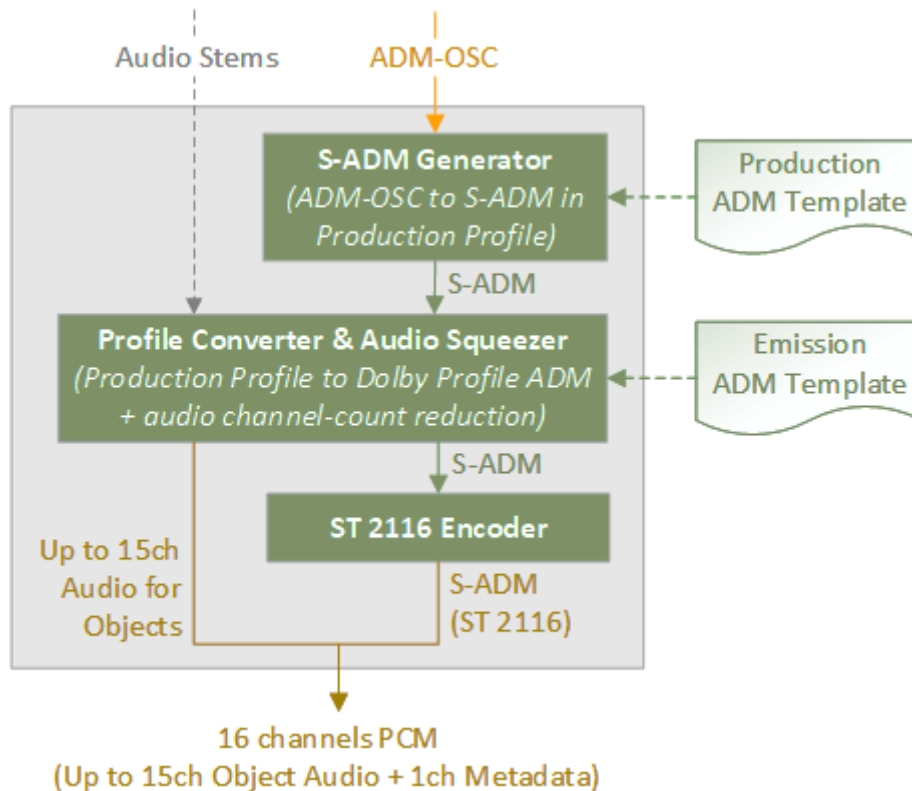 Audio Stems
ADM-OSC
S-ADM Generator
(ADM-OSC to S-ADM in
Production Profile)
Production
ADM Template
S-ADM
Profile Converter & Audio Squeezer
(Production Profile to Dolby Profile ADM
+ audio channel-count reduction)
Emission
ADM Template
S-ADM
ST 2116 Encoder
Up to 15ch
Audio for
Objects
S-ADM
(ST 2116)
16 channels PCM
(Up to 15ch Object Audio + 1ch Metadata)